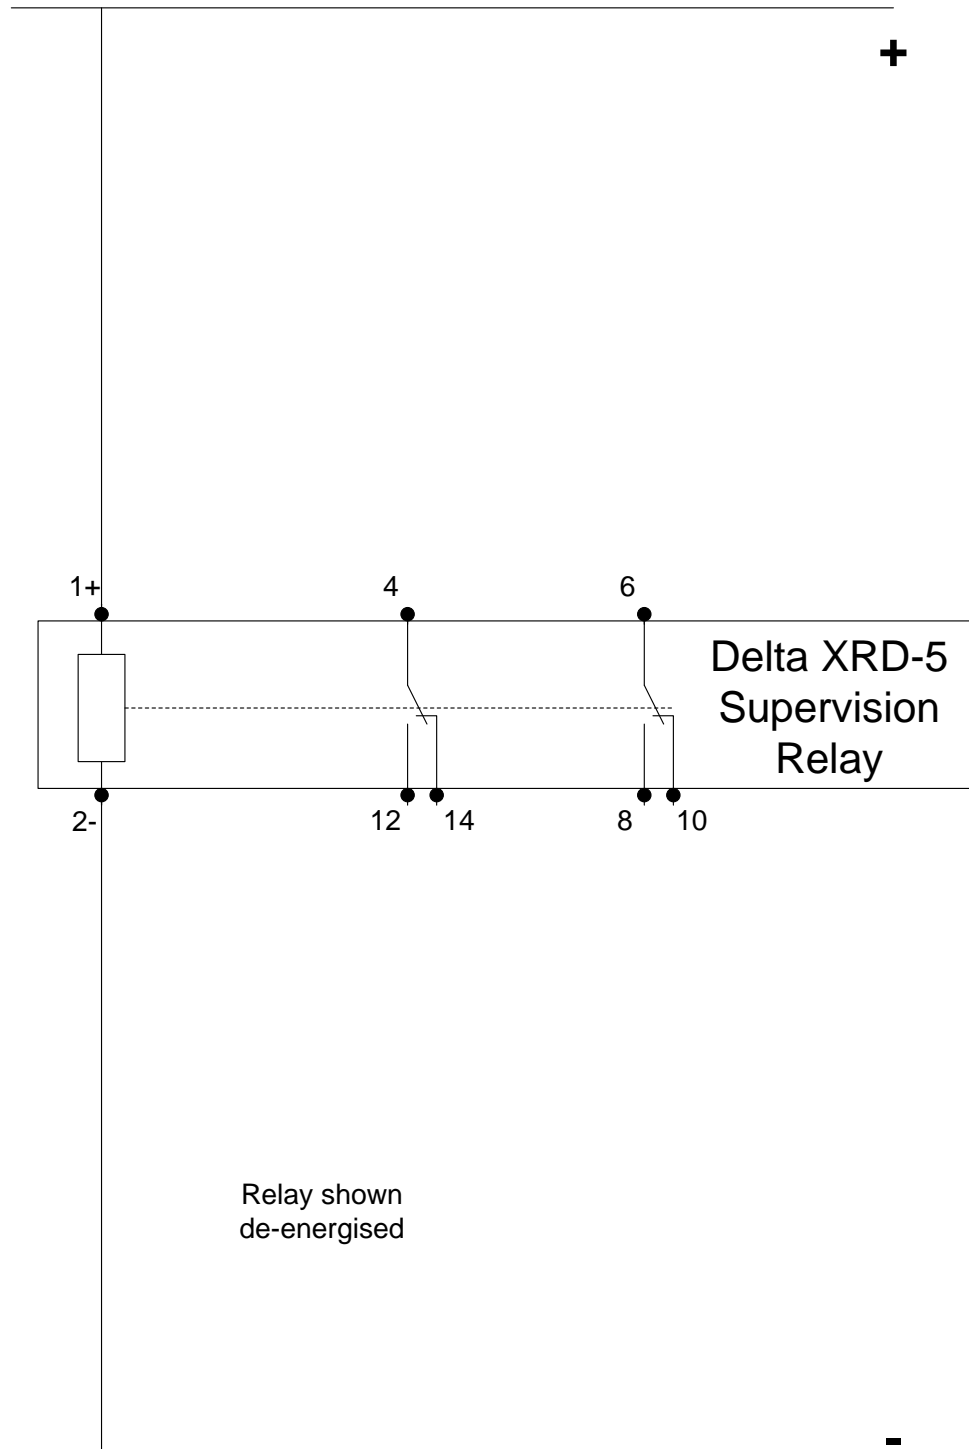 +
1+
4
6
Delta XRD-5
Supervision
Relay
2-
12
14
8
10
Relay shown
de-energised
-